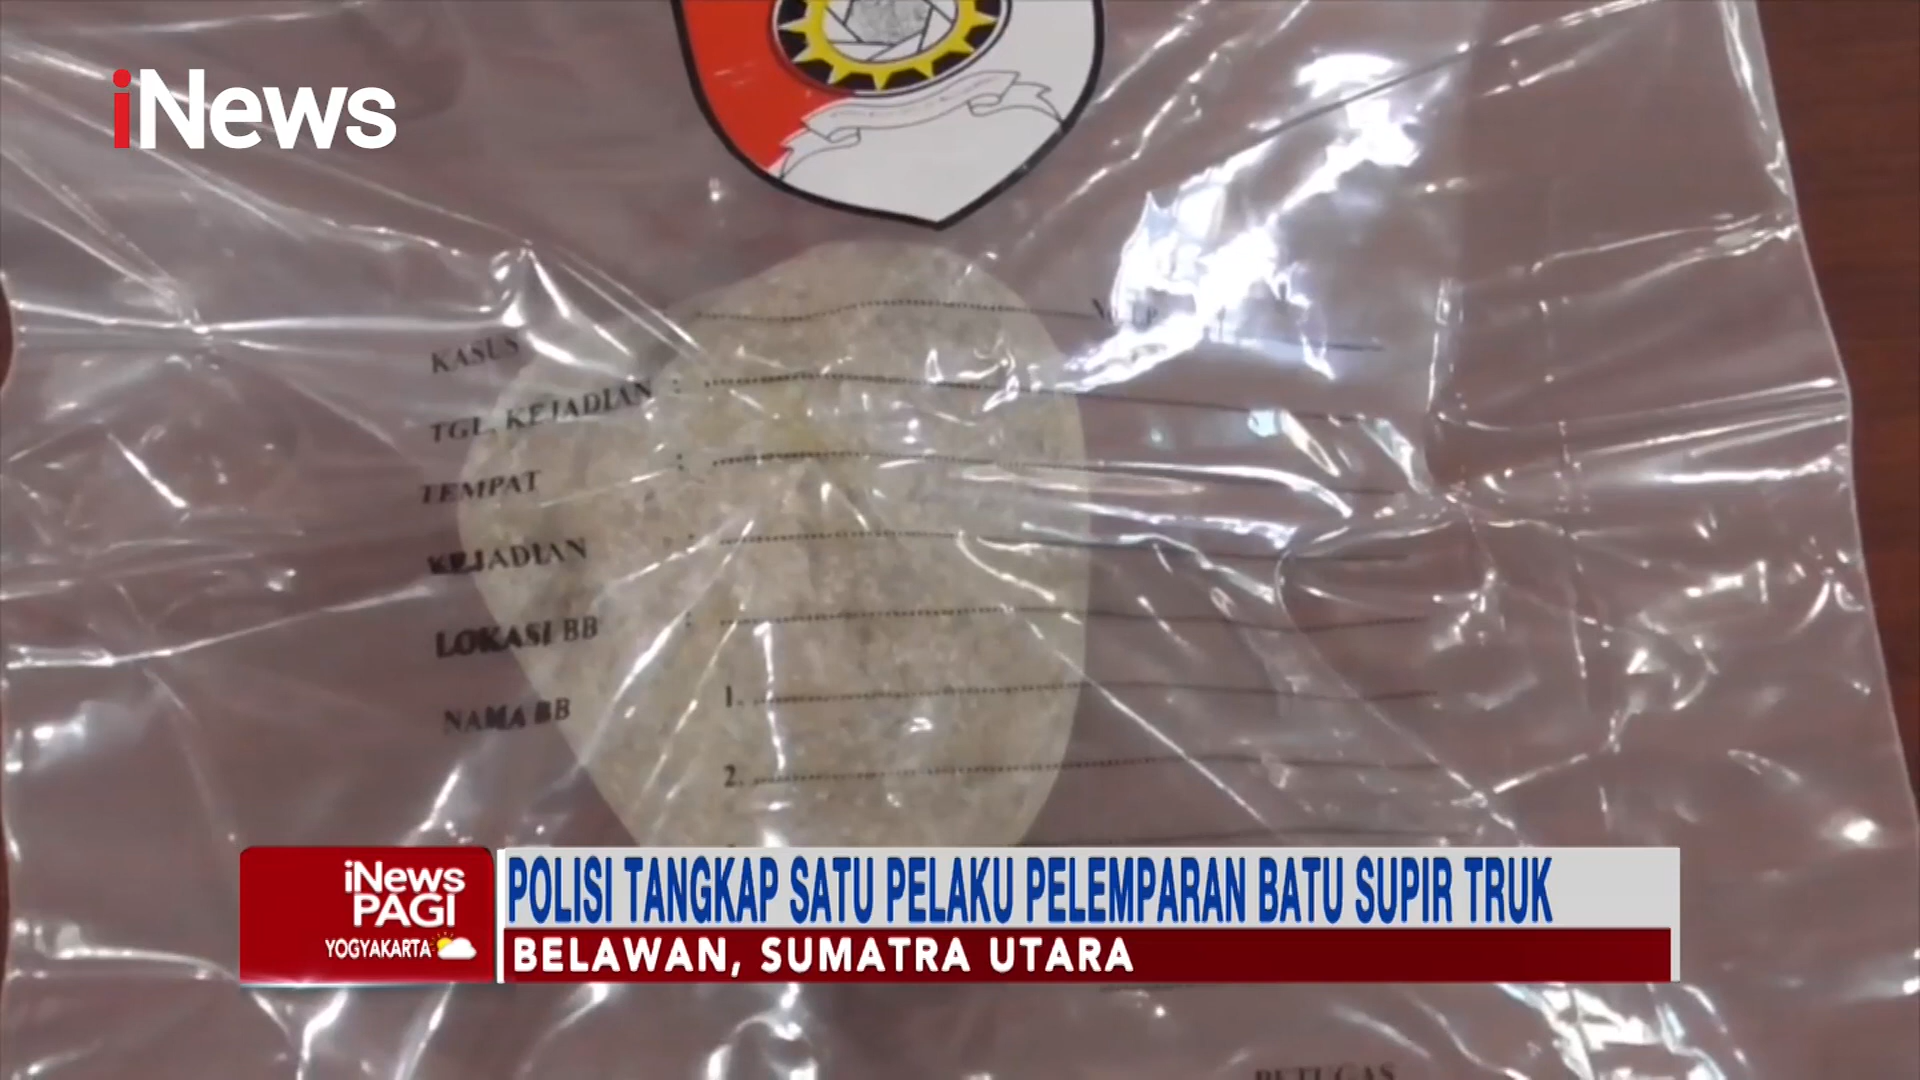 iNews
KASUS
TGL. KEJADIAN :
TEMPAT :
KEJADIAN :
LOKASI BB :
NAMA BB
1.
2.
iNews
PAGI
YOGYAKARTA
POLISI TANGKAP SATU PELAKU PELEMPARAN BATU SUPIR TRUK
BELAWAN, SUMATRA UTARA
PETUGAS